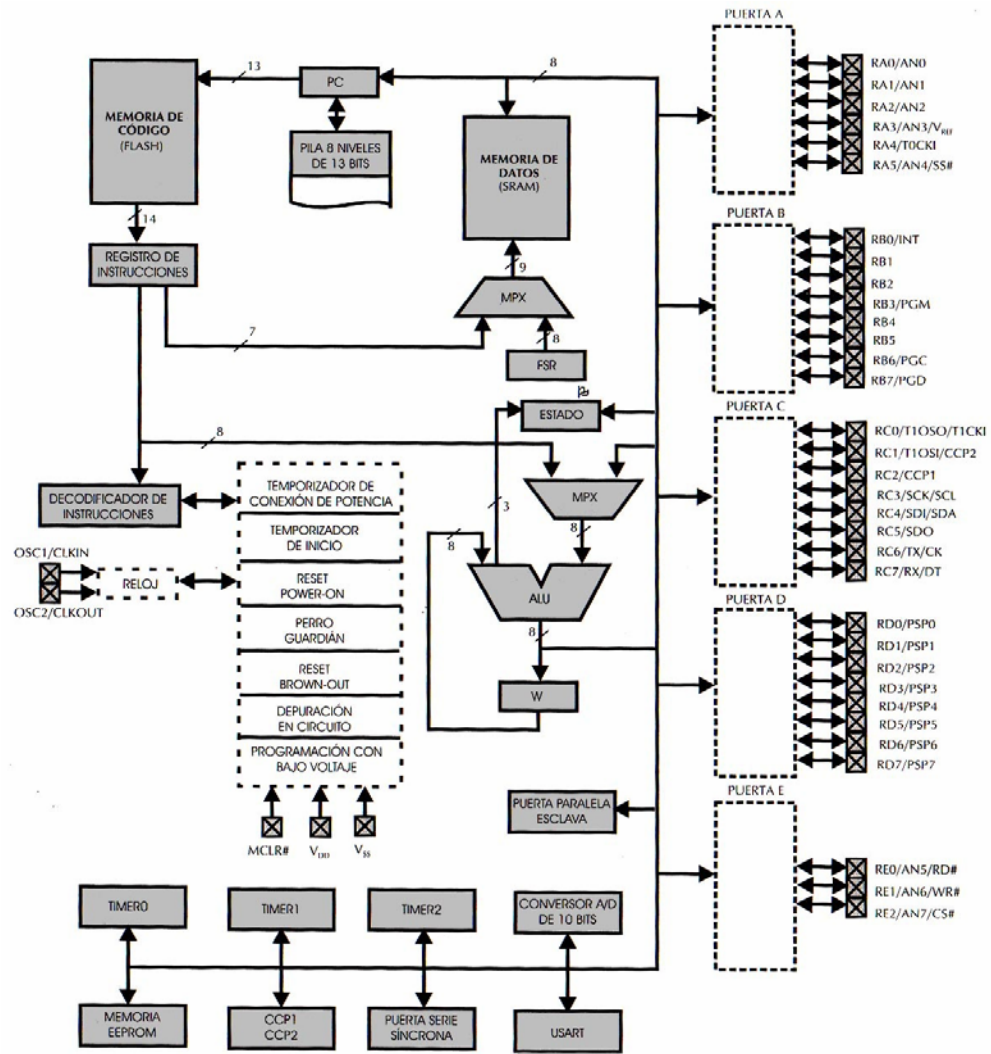 PUERTA A
MEMORIA DE
CÓDIGO
(FLASH)
13
PC
8
PILA 8 NIVELES
DE 13 BITS
MEMORIA DE
DATOS
(SRAM)
RA0/AN0
RA1/AN1
RA2/AN2
RA3/AN3/VREF
RA4/T0CKI
RA5/AN4/SS#
14
REGISTRO DE
INSTRUCCIONES
9
MPX
7
8
FSR
PUERTA B
RB0/INT
RB1
RB2
RB3/PGM
RB4
RB5
RB6/PGC
RB7/PGD
ESTADO
8
MPX
3
8
8
ALU
8
W
PUERTA C
RC0/T1OSO/T1CKI
RC1/T1OSI/CCP2
RC2/CCP1
RC3/SCK/SCL
RC4/SDI/SDA
RC5/SDO
RC6/TX/CK
RC7/RX/DT
DECODIFICADOR DE
INSTRUCCIONES
OSC1/CLKIN
RELOJ
OSC2/CLKOUT
TEMPORIZADOR DE
CONEXIÓN DE POTENCIA
TEMPORIZADOR
DE INICIO
RESET
POWER-ON
PERRO
GUARDIÁN
RESET
BROWN-OUT
DEPURACIÓN
EN CIRCUITO
PROGRAMACIÓN CON
BAJO VOLTAJE
MCLR#
VDD
VSS
PUERTA D
RD0/PSP0
RD1/PSP1
RD2/PSP2
RD3/PSP3
RD4/PSP4
RD5/PSP5
RD6/PSP6
RD7/PSP7
PUERTA PARALELA
ESCLAVA
PUERTA E
RE0/AN5/RD#
RE1/AN6/WR#
RE2/AN7/CS#
TIMER0
TIMER1
TIMER2
CONVERSOR A/D
DE 10 BITS
MEMORIA
EEPROM
CCP1
CCP2
PUERTA SERIE
SÍNCRONA
USART